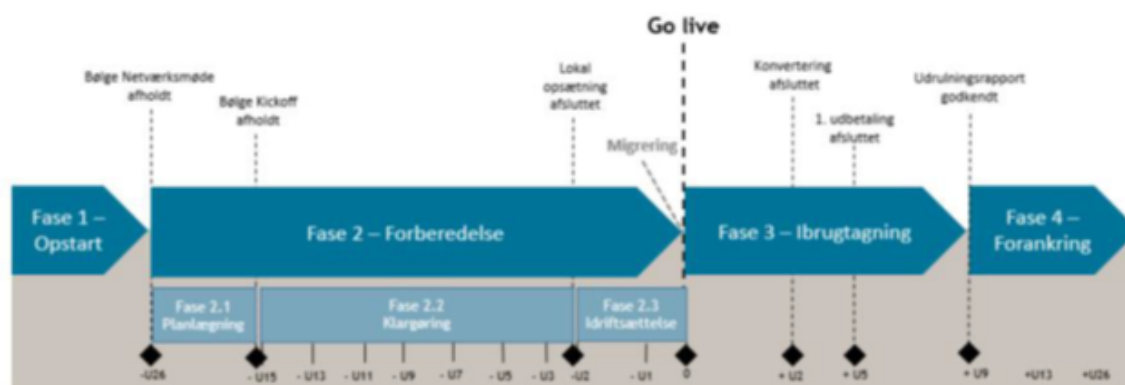 Go live
Bølge Netværksmøde
afholdt
Bølge Kickoff
afholdt
Lokal
opsætning
afsluttet
Migrering
Konvertering
afsluttet
1. udbetaling
afsluttet
Udrulningsrapport
godkendt
Fase 1 –
Opstart
Fase 2 – Forberedelse
Fase 3 – Ibrugtagning
Fase 4 –
Forankring
Fase 2.1
Planlægning
Fase 2.2
Klargøring
Fase 2.3
Idriftsættelse
-U26 - U15 - U13 - U11 - U9 - U7 - U5 - U3 -U2 - U1 0 + U2 + U5 + U9 +U13 +U26